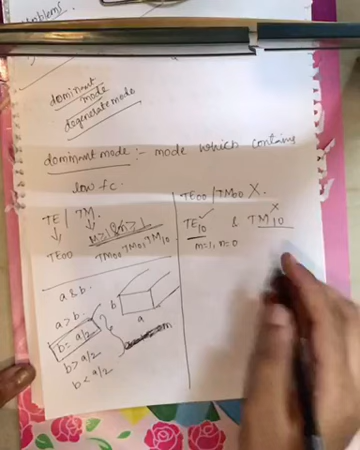 problems.
dominant
mode
degenerate mode
dominant mode :- mode which contains
low fc.
TE / TM
m≥1 & n≥1
TE00 TM00 TM01 TM10
a & b.
a > b.
b = a/2
b > a/2
b < a/2
b
a
TE00 / TM00 X.
TE10 ✓ & TM10 X
m=1, n=0